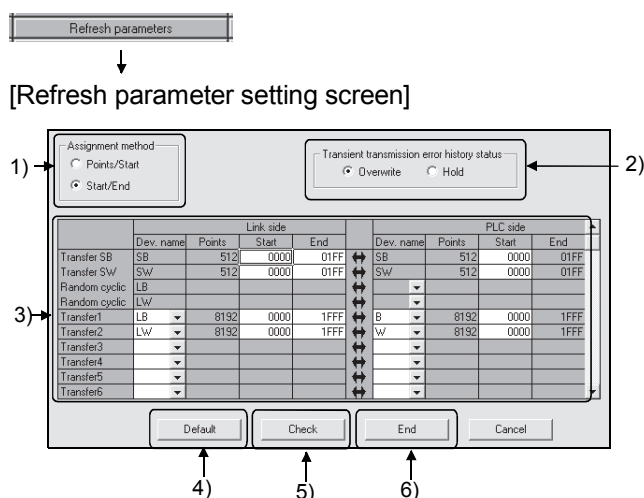 Refresh parameters
[Refresh parameter setting screen]
1)
Assignment method
Points/Start
Start/End
Transient transmission error history status
Overwrite Hold
2)
3)
Link side PLC side
Dev. name Points Start End Dev. name Points Start End
Transfer SB SB 512 0000 01FF SB 512 0000 01FF
Transfer SW SW 512 0000 01FF SW 512 0000 01FF
Random cyclic LB
Random cyclic LW
Transfer1 LB 8192 0000 1FFF B 8192 0000 1FFF
Transfer2 LW 8192 0000 1FFF W 8192 0000 1FFF
Transfer3
Transfer4
Transfer5
Transfer6
Default Check End Cancel
4) 5) 6)